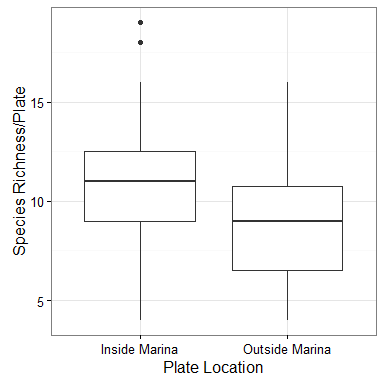 Species Richness/Plate
15
10
5
Inside Marina
Outside Marina
Plate Location